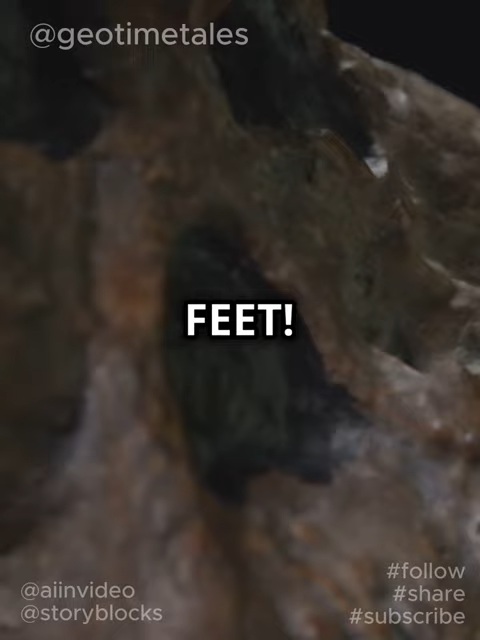 @geotimetales
FEET!
#follow
@aiinvideo
#share
@storyblocks
#subscribe